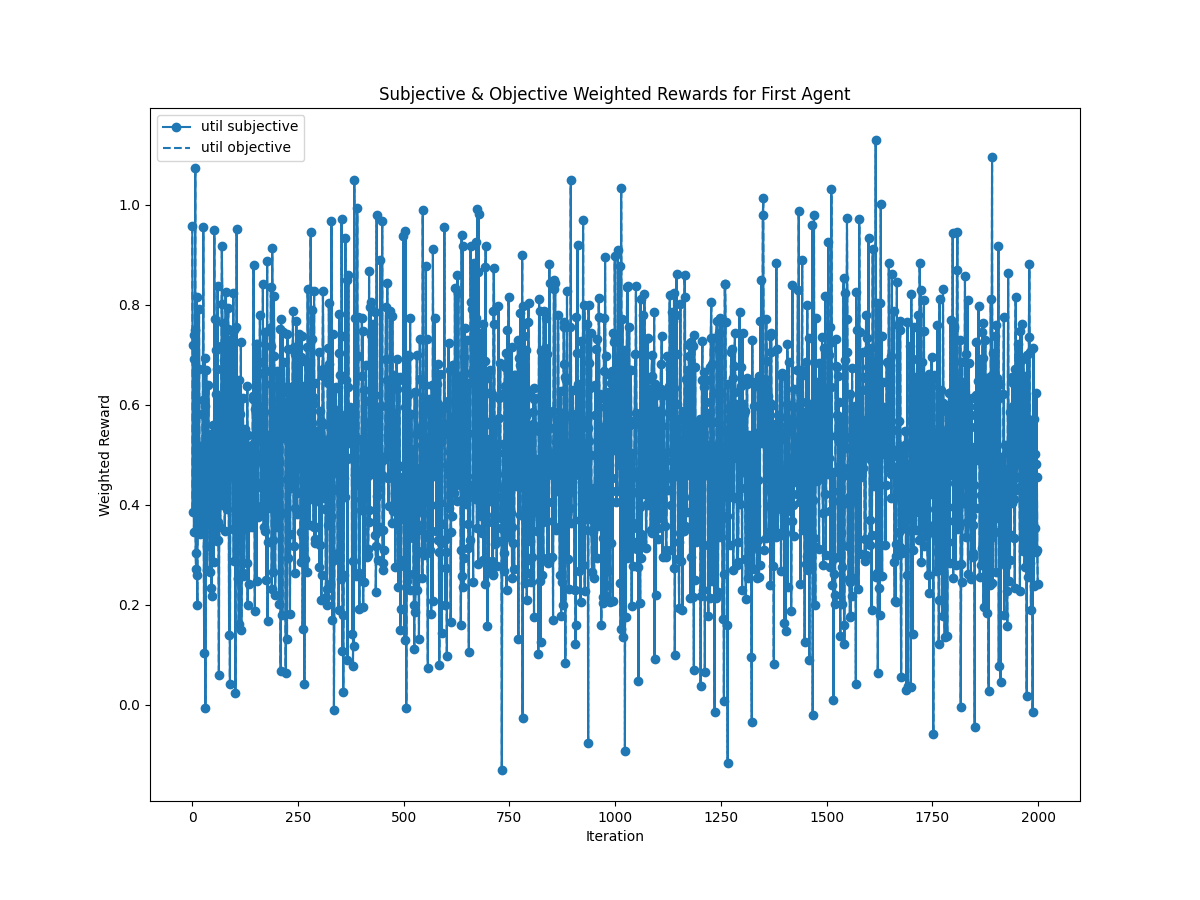 Subjective & Objective Weighted Rewards for First Agent
util subjective
util objective
1.0
0.8
0.6
0.4
0.2
0.0
Weighted Reward
0 250 500 750 1000 1250 1500 1750 2000
Iteration